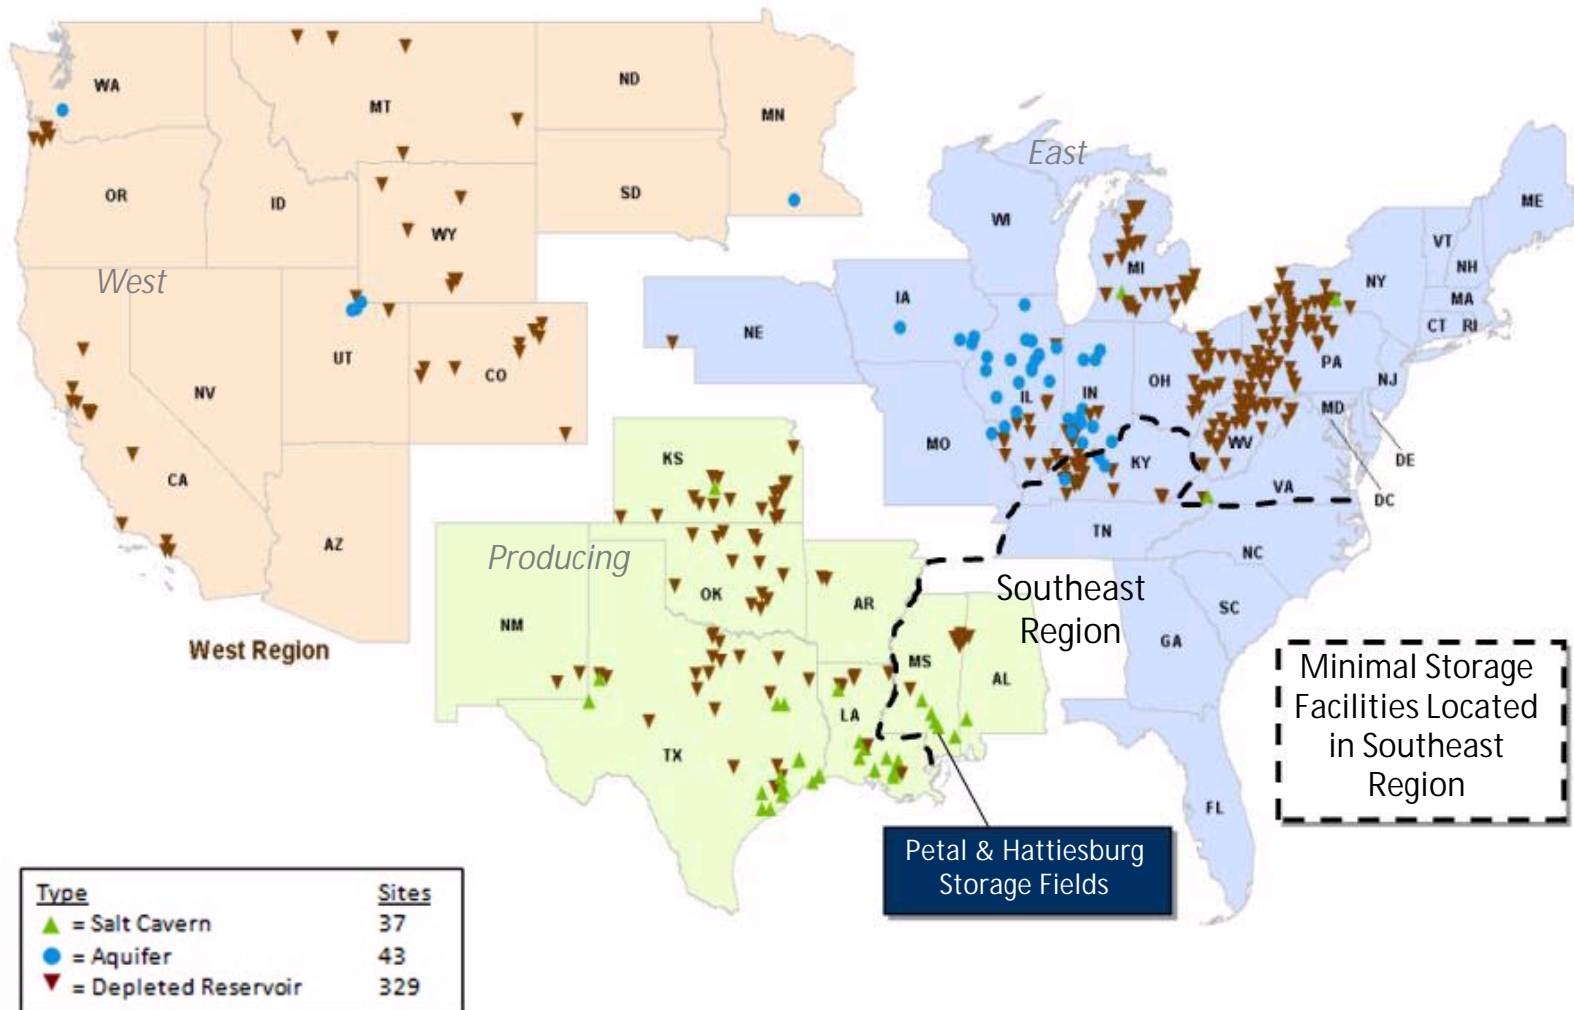 WA
MT
ND
MN
OR
ID
SD
WY
West
NV
UT
CO
CA
AZ
West Region
East
WI
MI
ME
VT
NH
NY
MA
CT
RI
IA
NE
IL
IN
OH
PA
NJ
MD
DE
DC
MO
KY
WV
VA
TN
NC
SC
GA
FL
KS
Producing
OK
AR
NM
TX
LA
MS
AL
Southeast
Region
Minimal Storage
Facilities Located
in Southeast
Region
Petal & Hattiesburg
Storage Fields
Type Sites
= Salt Cavern 37
= Aquifer 43
= Depleted Reservoir 329